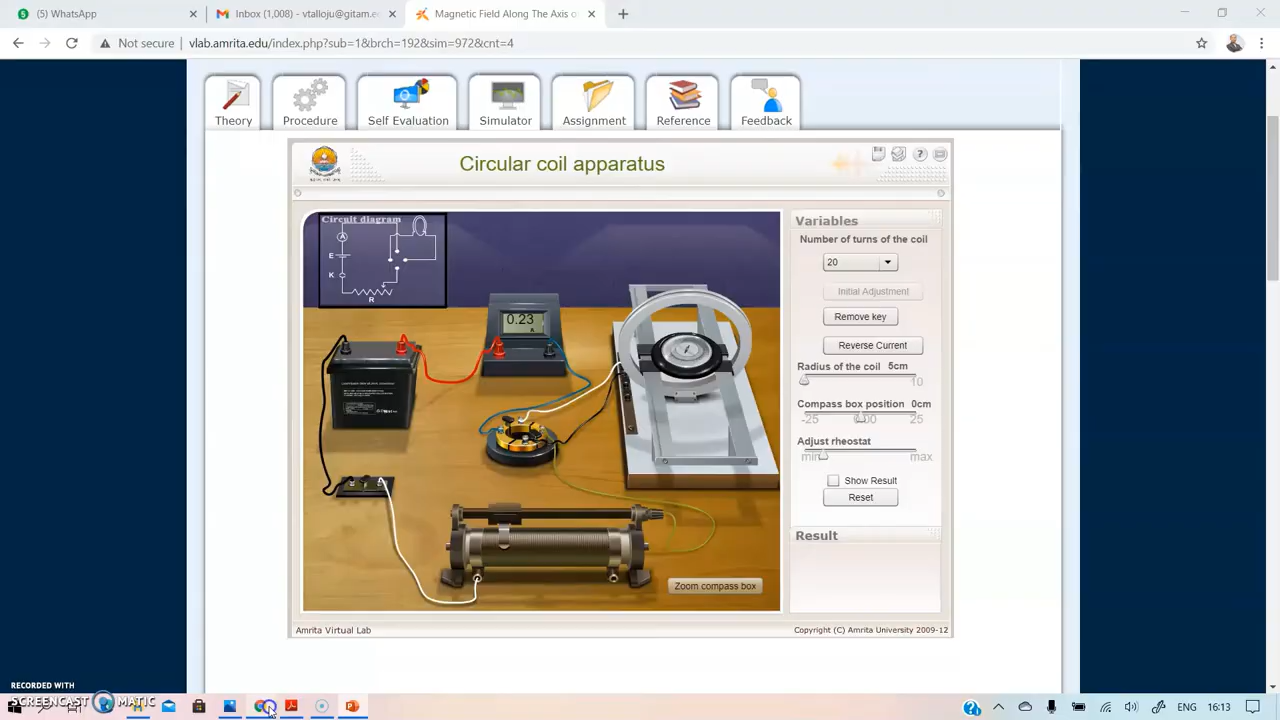 (5) WhatsApp
Inbox (1,008) - vtalloju@gitam.e
Magnetic Field Along The Axis o
Not secure
vlab.amrita.edu/index.php?sub=1&brch=192&sim=972&cnt=4
Theory
Procedure
Self Evaluation
Simulator
Assignment
Reference
Feedback
Circular coil apparatus
Circuit diagram
A
E
K
R
0.23
A
Variables
Number of turns of the coil
20
Initial Adjustment
Remove key
Reverse Current
Radius of the coil 5cm
10
Compass box position 0cm
-25 25
Adjust rheostat
min max
Show Result
Reset
Result
Zoom compass box
Amrita Virtual Lab
Copyright (C) Amrita University 2009-12
RECORDED WITH
SCREENCAST MATIC
ENG
16:13